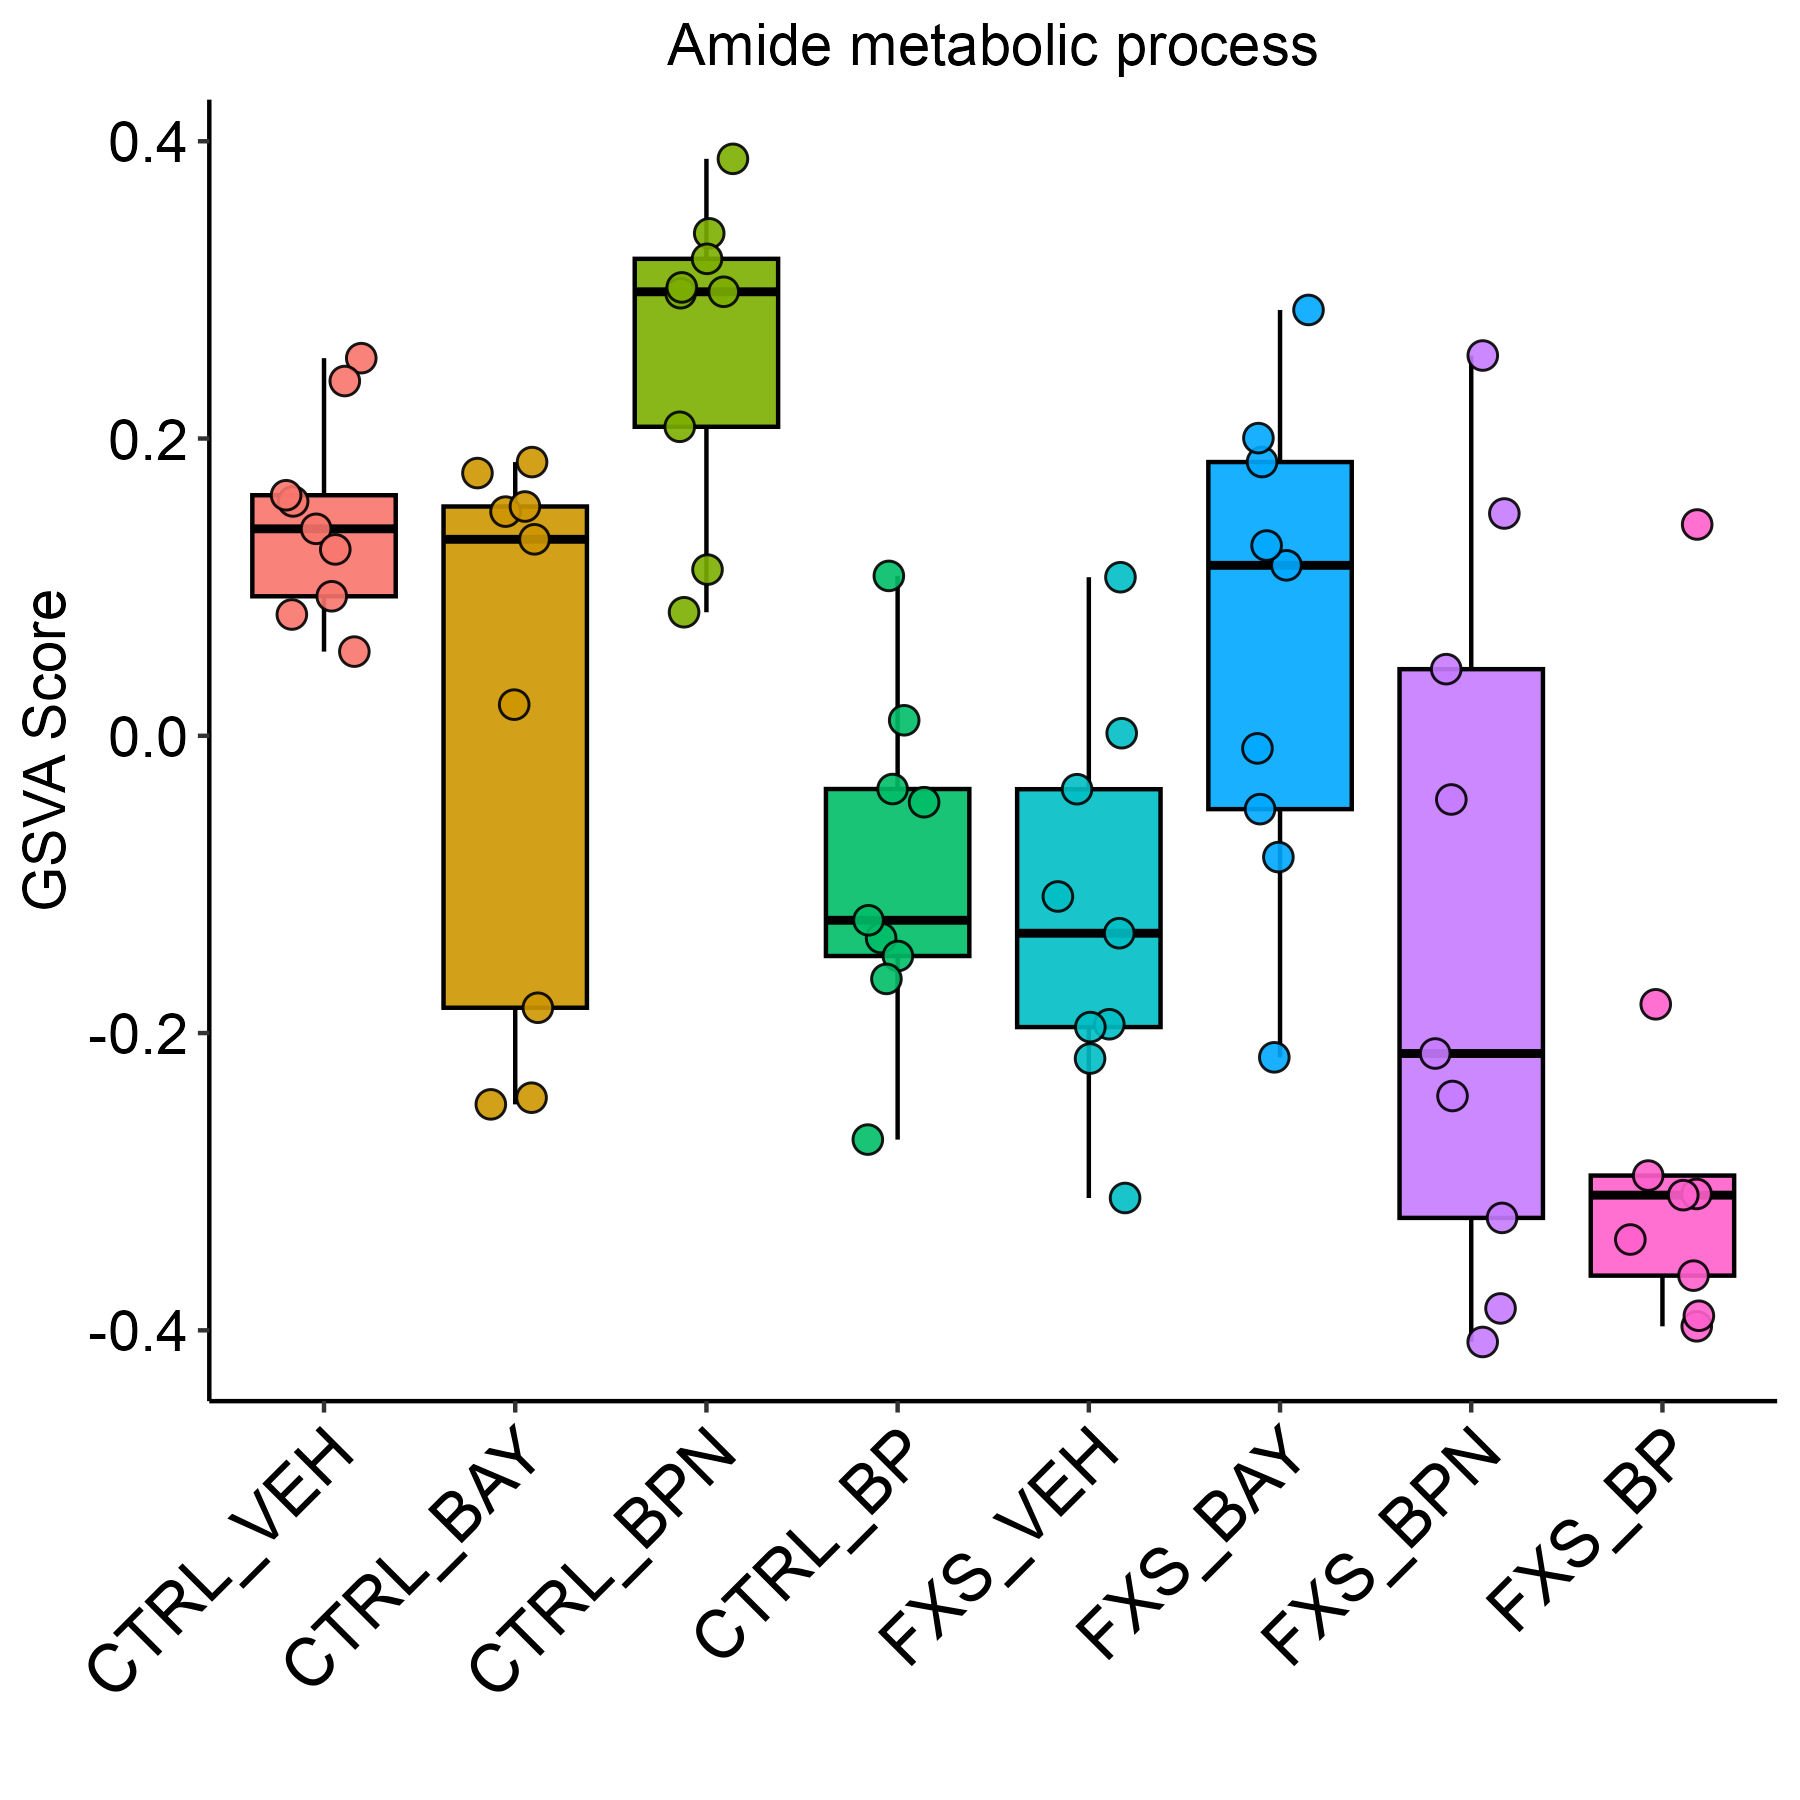 Amide metabolic process
GSVA Score
0.4
0.2
0.0
-0.2
-0.4
CTRL_VEH
CTRL_BAY
CTRL_BPN
CTRL_BP
FXS_VEH
FXS_BAY
FXS_BPN
FXS_BP